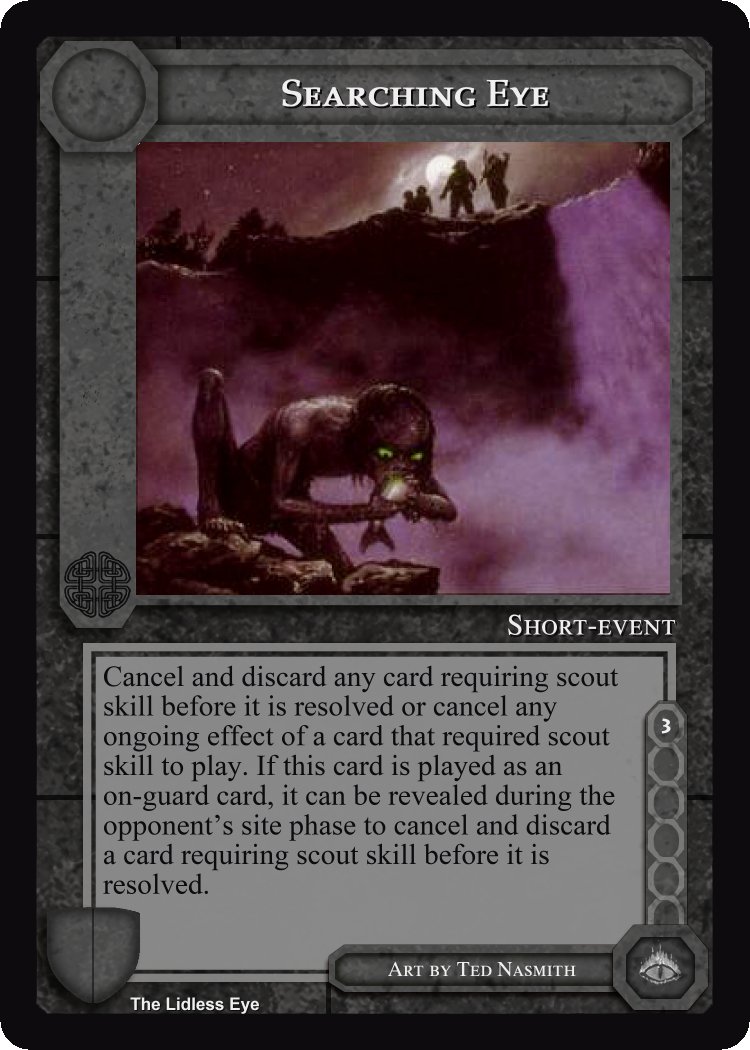 Searching Eye
Short-event
Cancel and discard any card requiring scout
skill before it is resolved or cancel any
ongoing effect of a card that required scout
skill to play. If this card is played as an
on-guard card, it can be revealed during the
opponent’s site phase to cancel and discard
a card requiring scout skill before it is
resolved.
3
Art by Ted Nasmith
The Lidless Eye